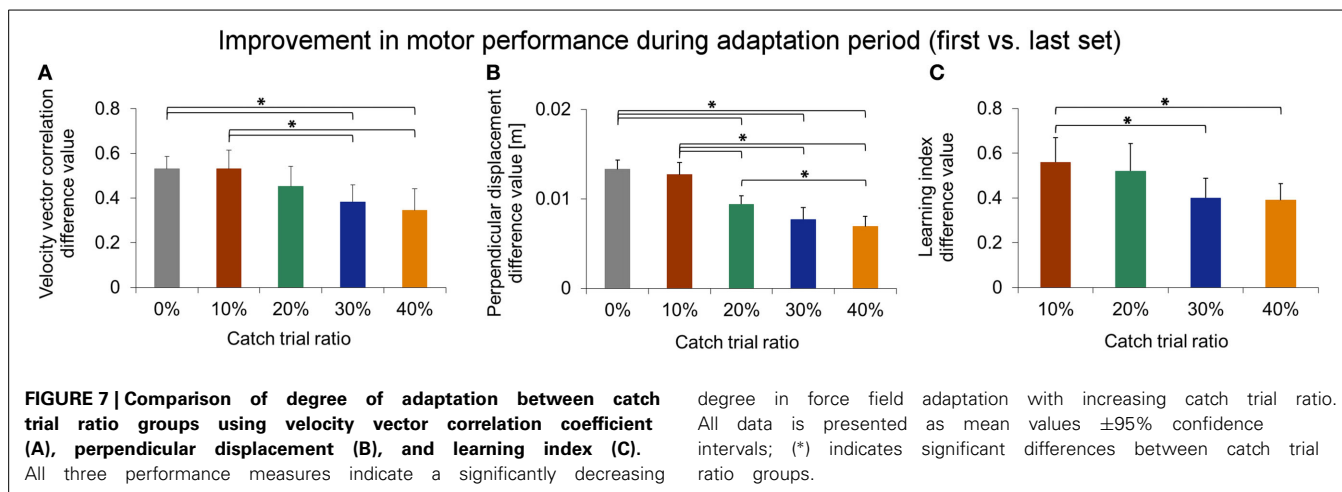 Improvement in motor performance during adaptation period (first vs. last set)
A
Velocity vector correlation
difference value
0.8
0.6
0.4
0.2
0
*
*
0%
10%
20%
30%
40%
Catch trial ratio
B
Perpendicular displacement
difference value [m]
0.02
0.01
0
*
*
*
0%
10%
20%
30%
40%
Catch trial ratio
C
Learning index
difference value
0.8
0.6
0.4
0.2
0
*
*
10%
20%
30%
40%
Catch trial ratio
FIGURE 7 | Comparison of degree of adaptation between catch
trial ratio groups using velocity vector correlation coefficient
(A), perpendicular displacement (B), and learning index (C).
All three performance measures indicate a significantly decreasing
degree in force field adaptation with increasing catch trial ratio.
All data is presented as mean values ±95% confidence
intervals; (*) indicates significant differences between catch trial
ratio groups.